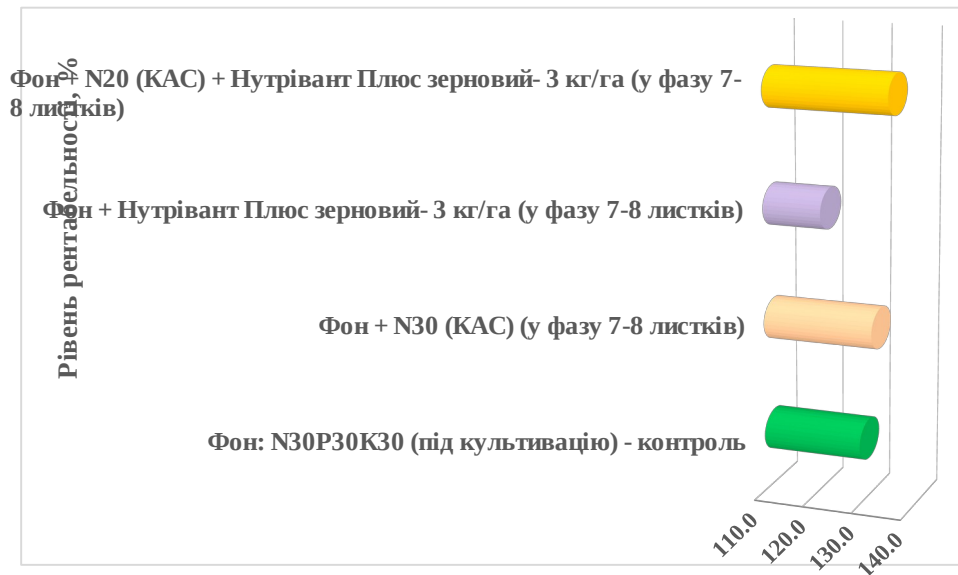 Рівень рентабельності, %
Фон + N20 (КАС) + Нутрівант Плюс зерновий- 3 кг/га (у фазу 7-
8 листків)
Фон + Нутрівант Плюс зерновий- 3 кг/га (у фазу 7-8 листків)
Фон + N30 (КАС) (у фазу 7-8 листків)
Фон: N30P30K30 (під культивацію) - контроль
110.0
120.0
130.0
140.0